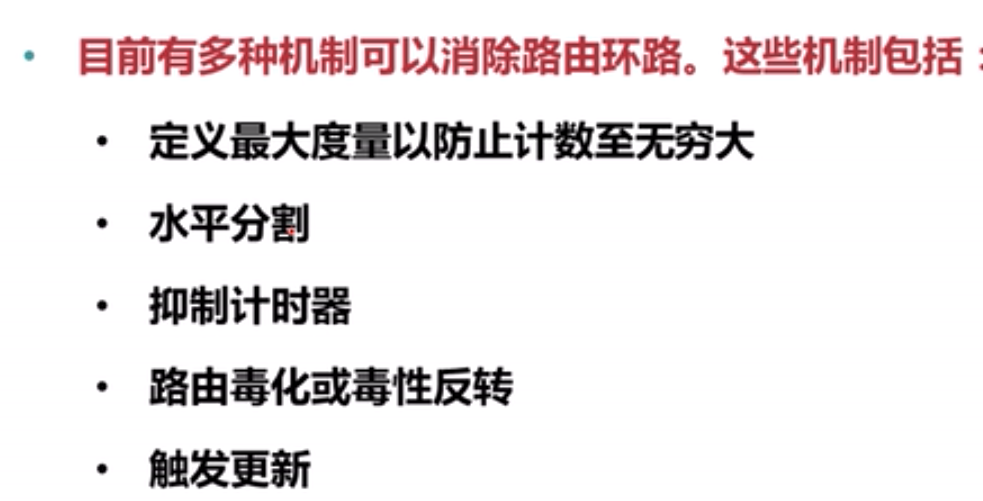 • 目前有多种机制可以消除路由环路。这些机制包括：
• 定义最大度量以防止计数至无穷大
• 水平分割
• 抑制计时器
• 路由毒化或毒性反转
• 触发更新